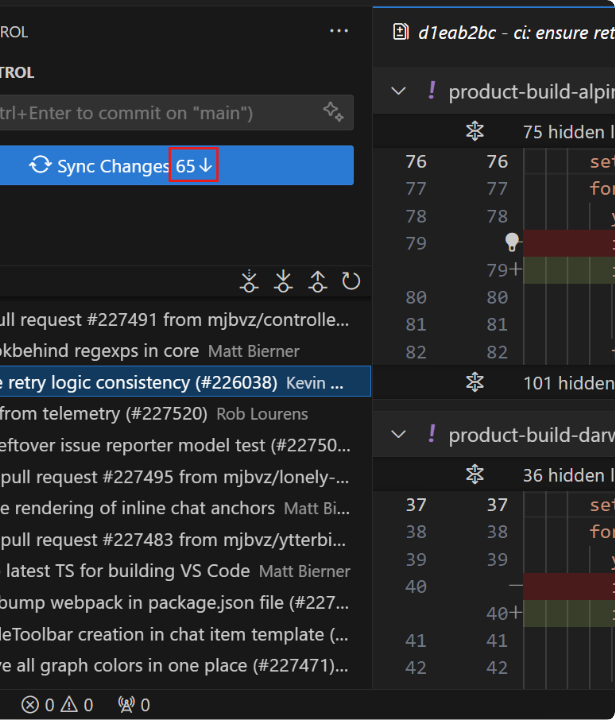 ROL
d1eab2bc - ci: ensure ret
TROL
product-build-alpin
trl+Enter to commit on "main")
75 hidden l
Sync Changes 65↓
76 76 set
77 77 for
78 78 y
79
79+
80 80
81 81
82 82
101 hidden
ull request #227491 from mjbvz/controlle...
okbehind regexps in core Matt Bierner
e retry logic consistency (#226038) Kevin ...
from telemetry (#227520) Rob Lourens
eftover issue reporter model test (#22750...
pull request #227495 from mjbvz/lonely-...
e rendering of inline chat anchors Matt Bi...
pull request #227483 from mjbvz/ytterbi...
latest TS for building VS Code Matt Bierner
bump webpack in package.json file (#227...
leToolbar creation in chat item template (...
ve all graph colors in one place (#227471)...
product-build-darw
36 hidden l
37 37 set
38 38 for
39 39 y
40 —
40+
41 41
42 42
0 0 0